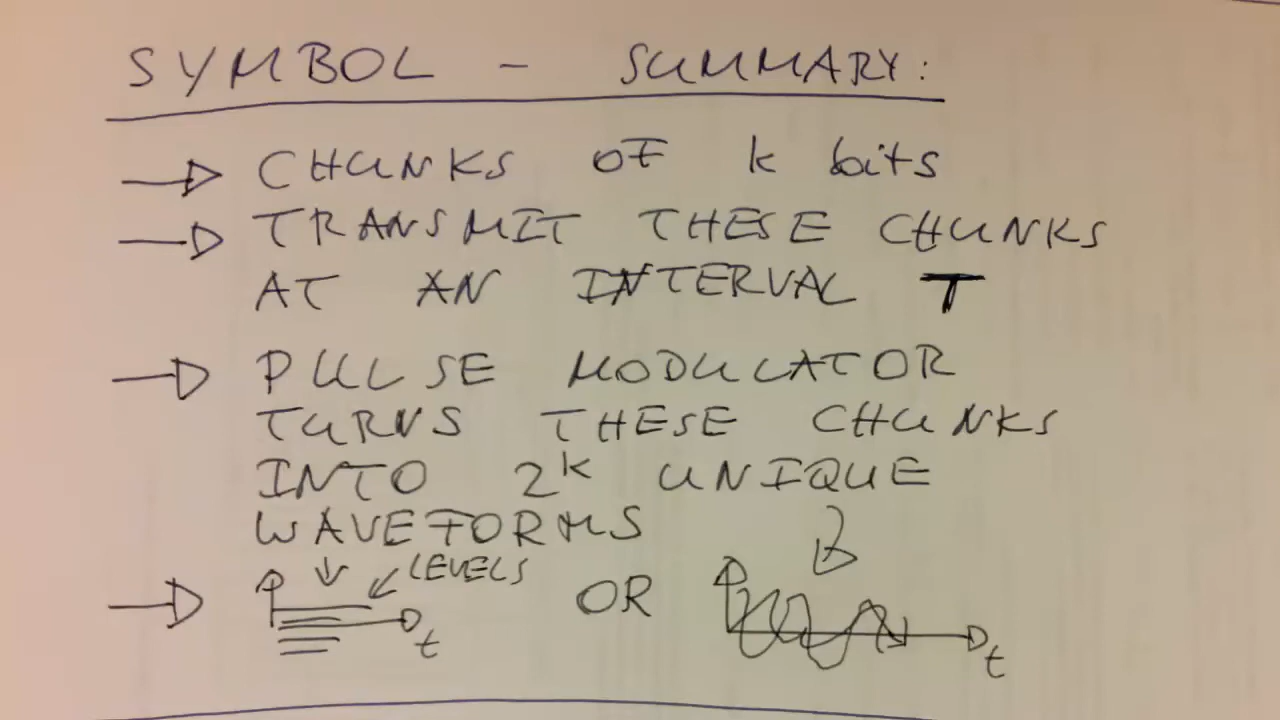 SYMBOL - SUMMARY:
CHUNKS OF k bits
TRANSMIT THESE CHUNKS
AT AN INTERVAL T
PULSE MODULATOR
TURNS THESE CHUNKS
INTO 2^k UNIQUE
WAVEFORMS
LEVELS
OR
t
t